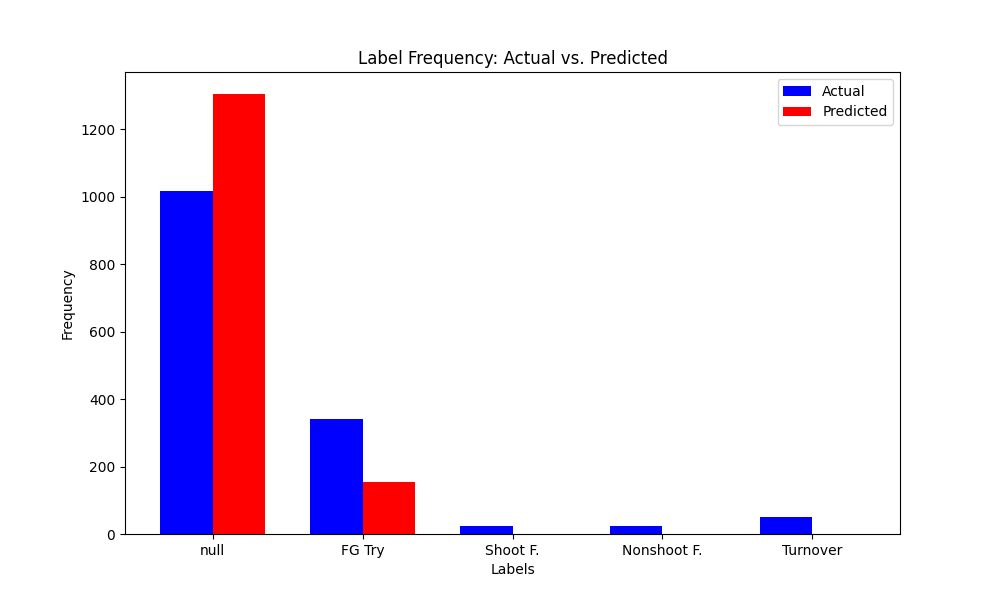 Label Frequency: Actual vs. Predicted
Actual
Predicted
Frequency
1200
1000
800
600
400
200
0
null FG Try Shoot F. Nonshoot F. Turnover
Labels